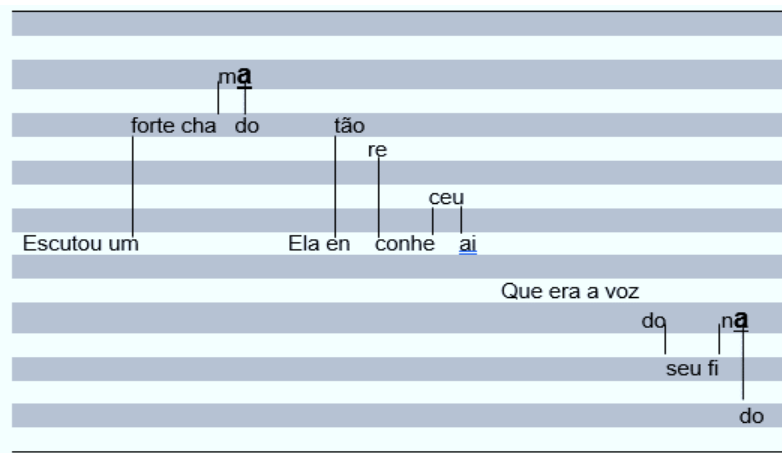 ma
forte cha do tão
re
ceu
Escutou um Ela en conhe ai
Que era a voz
do na
seu fi
do